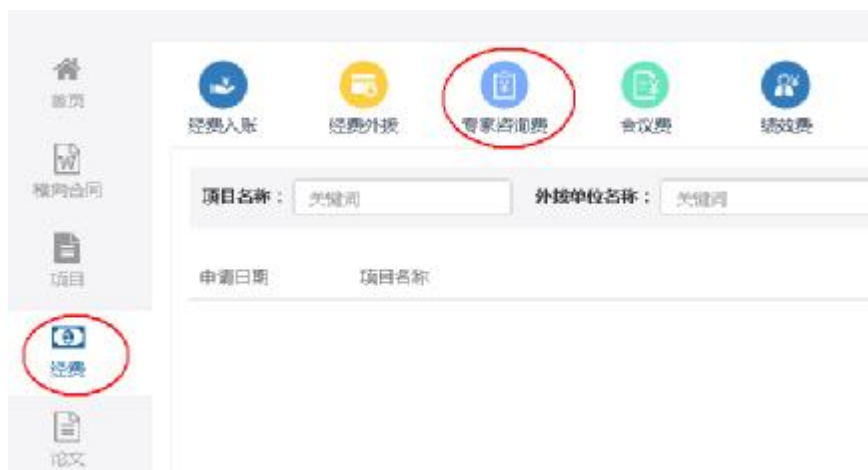 首页
横向合同
项目
经费
论文
经费入账
经费外拨
专家咨询费
会议费
绩效费
项目名称： 关键词 外拨单位名称： 关键词
申请日期 项目名称